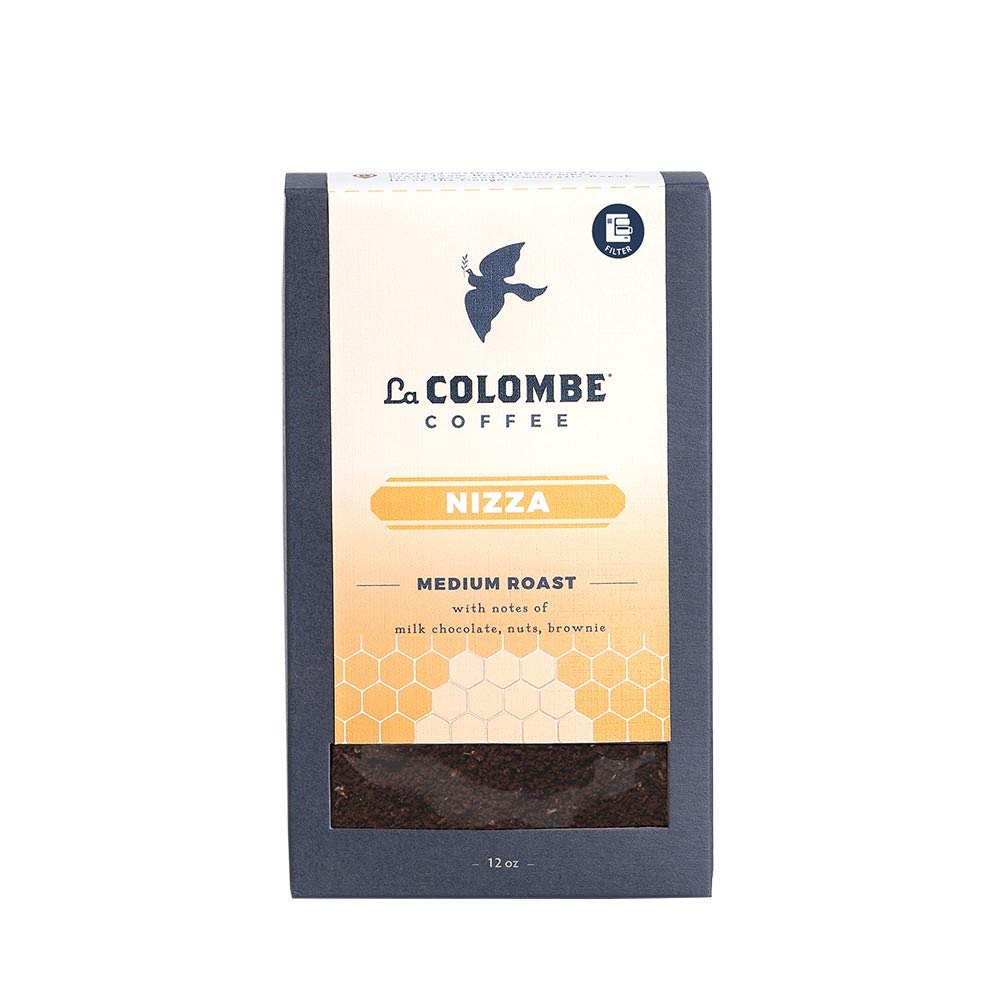 FILTER
La COLOMBE®
COFFEE
NIZZA
MEDIUM ROAST
with notes of
milk chocolate, nuts, brownie
– 12 oz –